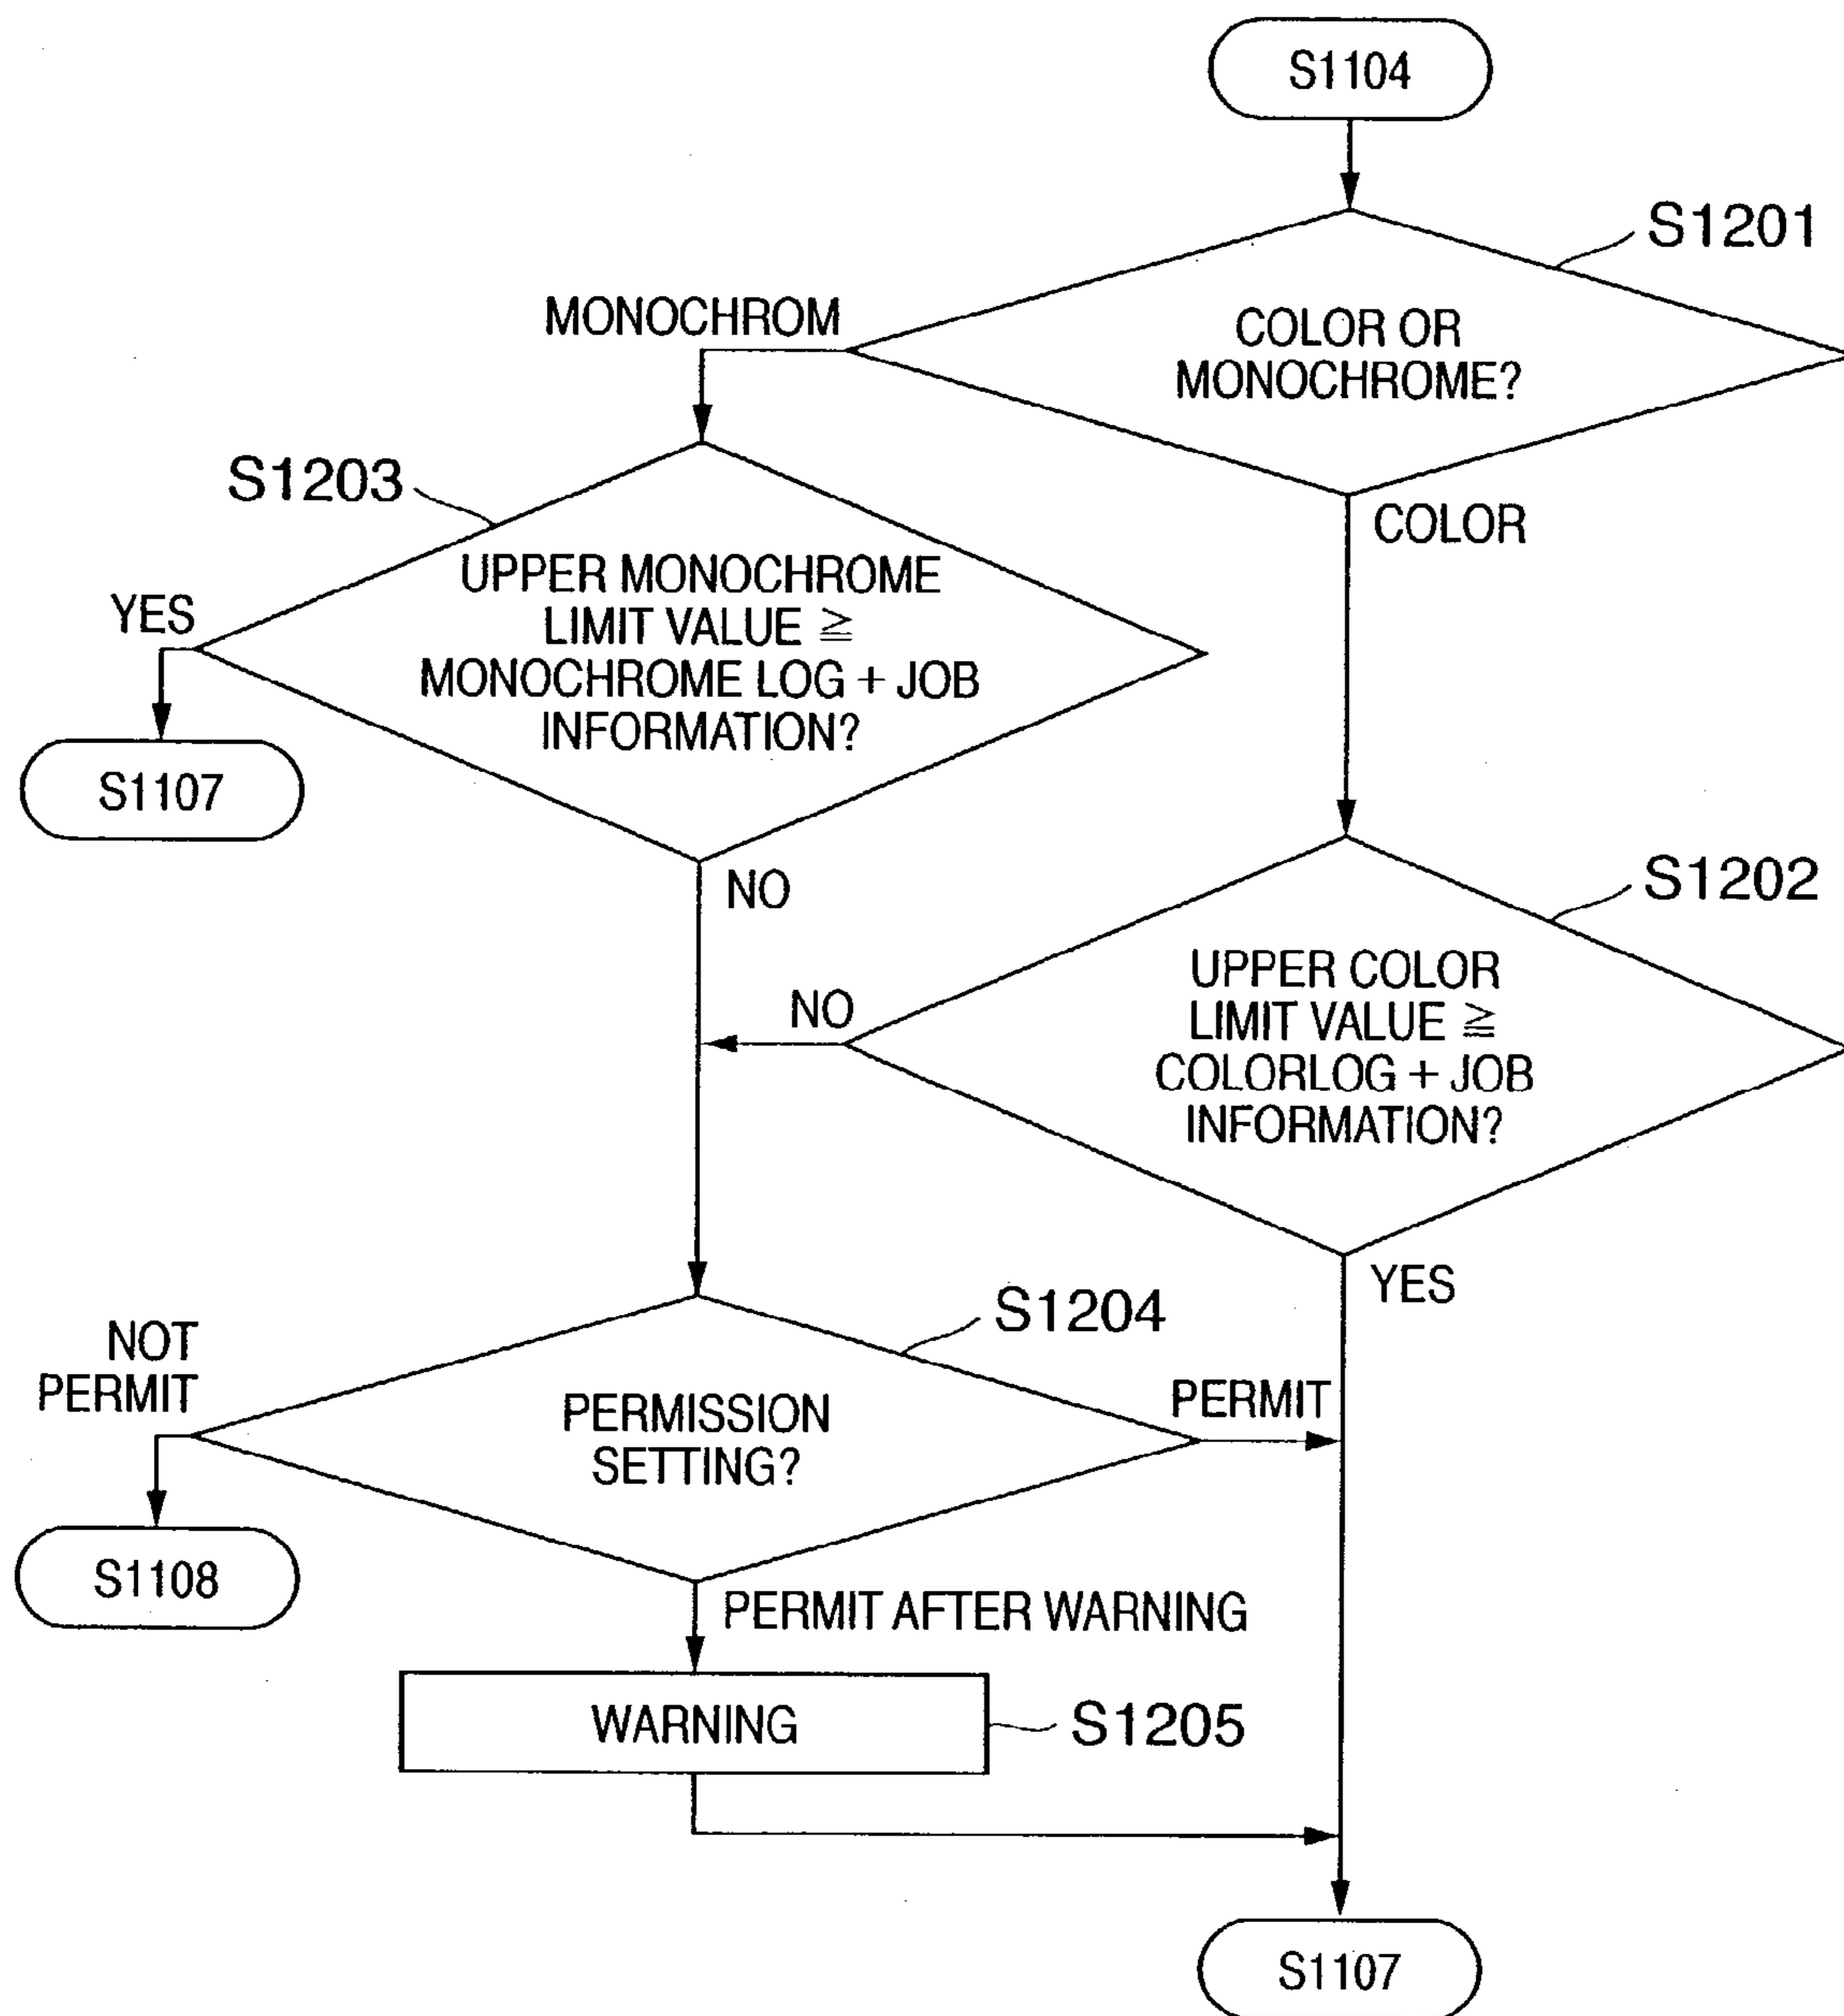 S1104
S1201
COLOR OR
MONOCHROME?
MONOCHROM
COLOR
S1203
UPPER MONOCHROME
LIMIT VALUE ≧
MONOCHROME LOG + JOB
INFORMATION?
YES
S1107
NO
S1202
UPPER COLOR
LIMIT VALUE ≧
COLORLOG + JOB
INFORMATION?
NO
YES
S1204
PERMISSION
SETTING?
NOT
PERMIT
PERMIT
S1108
PERMIT AFTER WARNING
WARNING
S1205
S1107